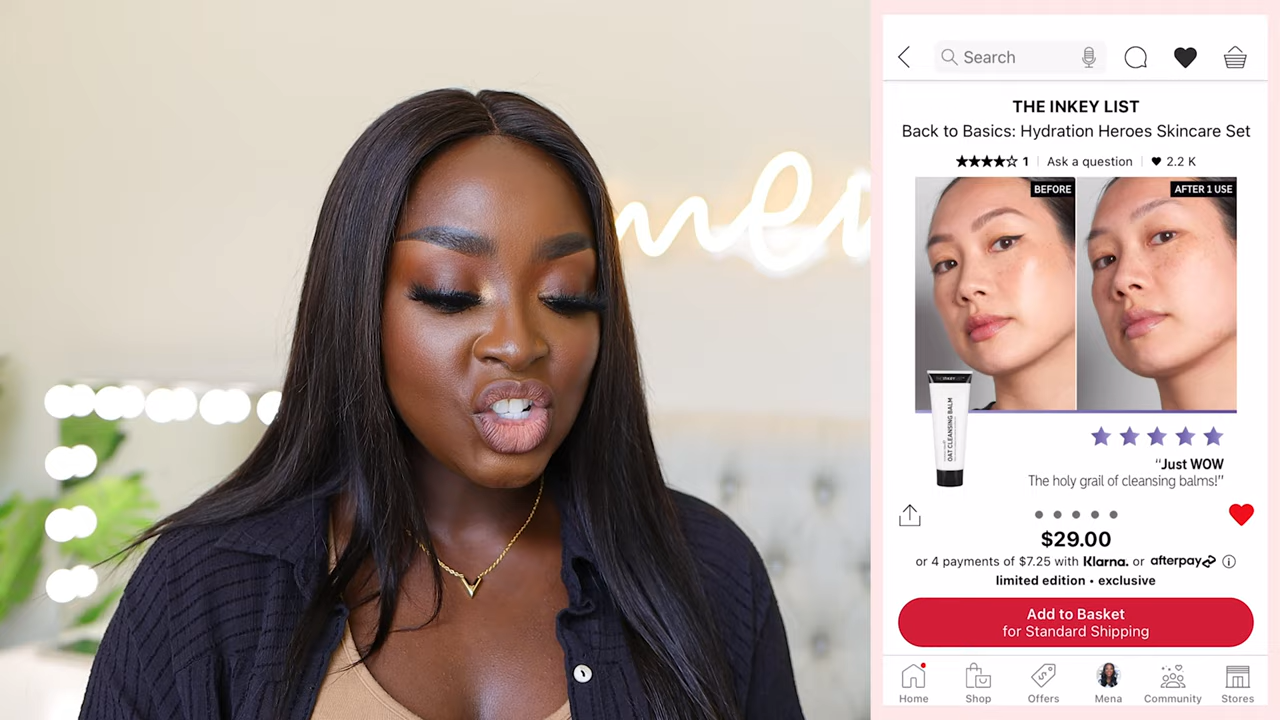 mer
Search
THE INKEY LIST
Back to Basics: Hydration Heroes Skincare Set
1
Ask a question
2.2 K
BEFORE
AFTER 1 USE
OAT CLEANSING BALM
“Just WOW
The holy grail of cleansing balms!”
$29.00
or 4 payments of $7.25 with Klarna. or afterpay
limited edition • exclusive
Add to Basket
for Standard Shipping
Home
Shop
Offers
Mena
Community
Stores